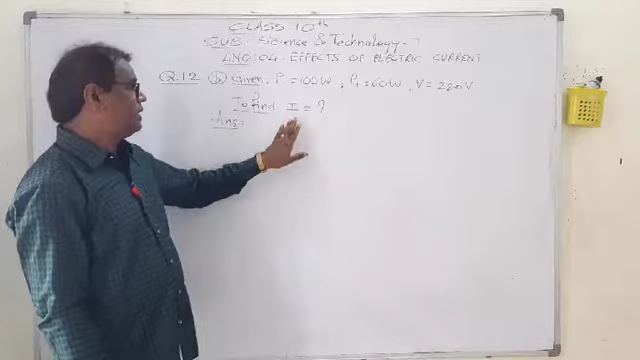 CLASS 10th
SUB: Science & Technology-1
LNO:04. EFFECTS OF ELECTRIC CURRENT
Q.12 b) Given: P = 100W, P₁ = 60W, V = 220V
To find I = ?
Ans: